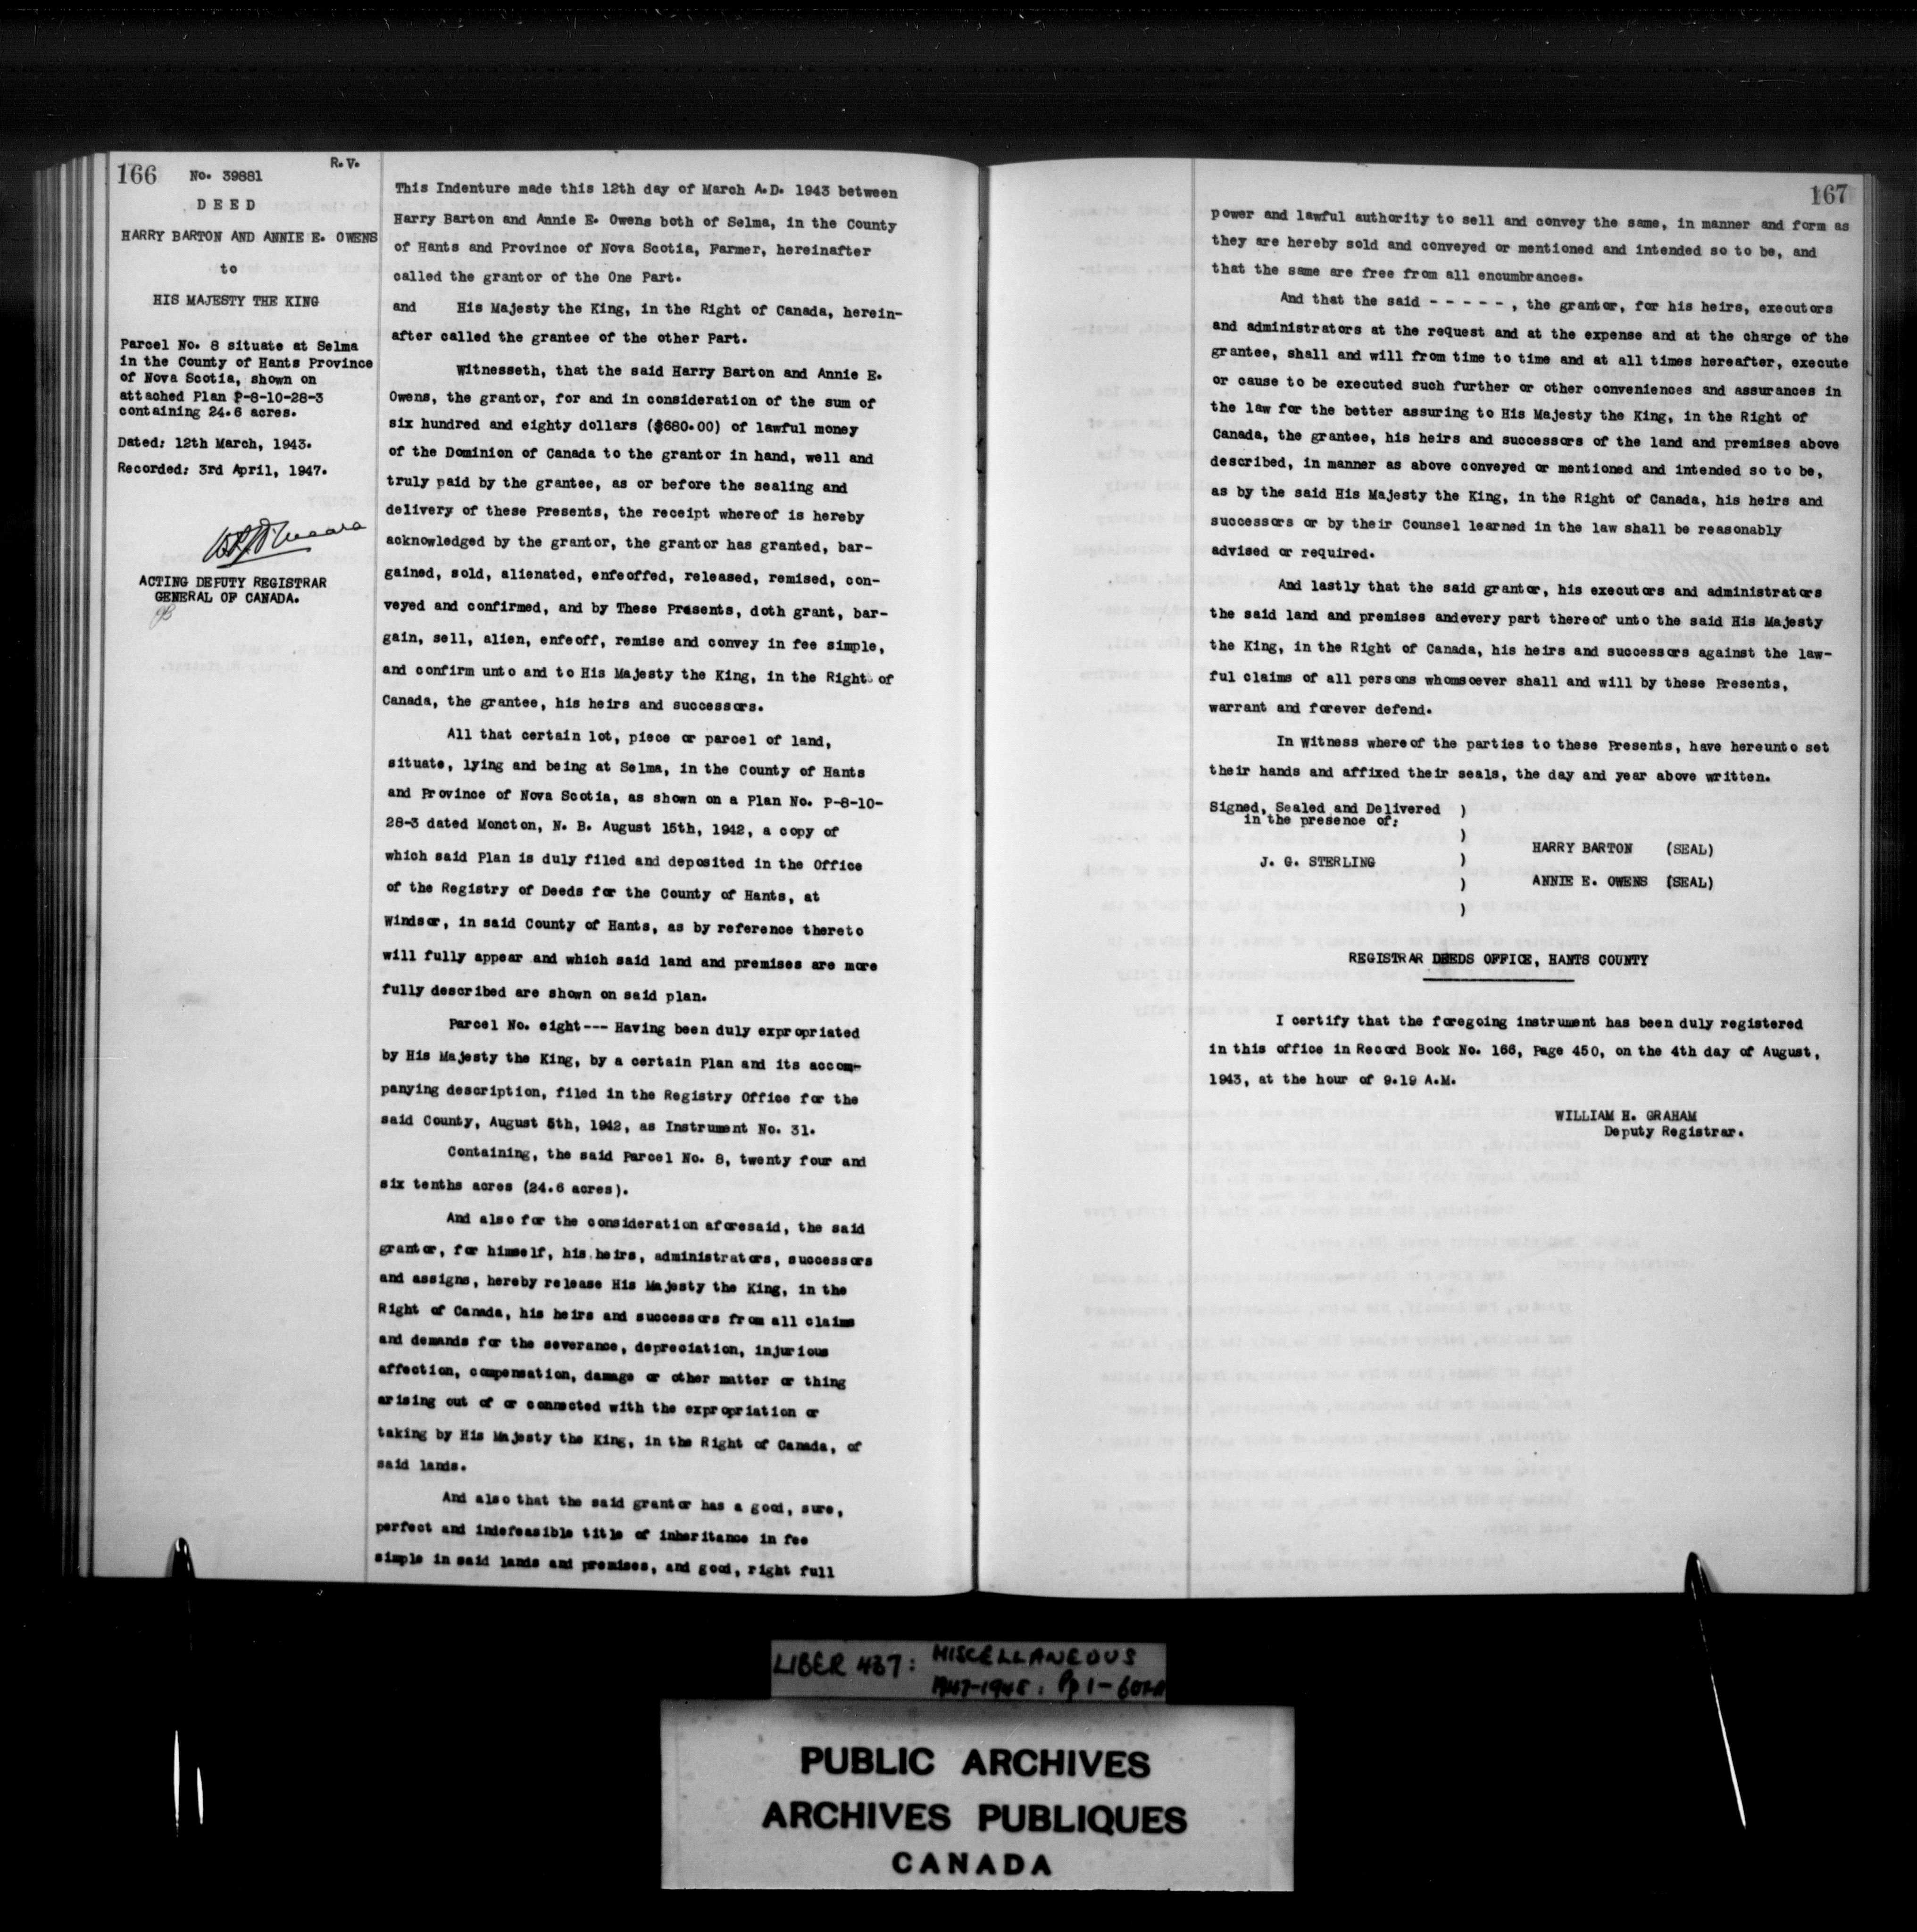 166
No. 39881
R.V.
D E E D
HARRY BARTON AND ANNIE E. OWENS
to
HIS MAJESTY THE KING
Parcel No. 8 situate at Selma
in the County of Hants Province
of Nova Scotia, shown on
attached Plan P-8-10-28-3
containing 24.6 acres.
Dated: 12th March, 1943.
Recorded: 3rd April, 1947.
ACTING DEPUTY REGISTRAR
GENERAL OF CANADA.
This Indenture made this 12th day of March A.D. 1943 between
Harry Barton and Annie E. Owens both of Selma, in the County
of Hants and Province of Nova Scotia, Farmer, hereinafter
called the grantor of the One Part.
and His Majesty the King, in the Right of Canada, herein-
after called the grantee of the other Part.
Witnesseth, that the said Harry Barton and Annie E.
Owens, the grantor, for and in consideration of the sum of
six hundred and eighty dollars ($680.00) of lawful money
of the Dominion of Canada to the grantor in hand, well and
truly paid by the grantee, as or before the sealing and
delivery of these Presents, the receipt whereof is hereby
acknowledged by the grantor, the grantor has granted, bar-
gained, sold, alienated, enfeoffed, released, remised, con-
veyed and confirmed, and by These Presents, doth grant, bar-
gain, sell, alien, enfeoff, remise and convey in fee simple,
and confirm unto and to His Majesty the King, in the Right of
Canada, the grantee, his heirs and successors.
All that certain lot, piece or parcel of land,
situate, lying and being at Selma, in the County of Hants
and Province of Nova Scotia, as shown on a Plan No. P-8-10-
28-3 dated Moncton, N. B. August 15th, 1942, a copy of
which said Plan is duly filed and deposited in the Office
of the Registry of Deeds for the County of Hants, at
Windsor, in said County of Hants, as by reference thereto
will fully appear and which said land and premises are more
fully described are shown on said plan.
Parcel No. eight--- Having been duly expropriated
by His Majesty the King, by a certain Plan and its accom-
panying description, filed in the Registry Office for the
said County, August 5th, 1942, as Instrument No. 31.
Containing, the said Parcel No. 8, twenty four and
six tenths acres (24.6 acres).
And also for the consideration aforesaid, the said
grantor, for himself, his heirs, administrators, successors
and assigns, hereby release His Majesty the King, in the
Right of Canada, his heirs and successors from all claims
and demands for the severance, depreciation, injurious
affection, compensation, damage or other matter or thing
arising out of or connected with the expropriation or
taking by His Majesty the King, in the Right of Canada, of
said lands.
And also that the said grantor has a good, sure,
perfect and indefeasible title of inheritance in fee
simple in said lands and premises, and good, right full
167
power and lawful authority to sell and convey the same, in manner and form as
they are hereby sold and conveyed or mentioned and intended so to be, and
that the same are free from all encumbrances.
And that the said - - - - - , the grantor, for his heirs, executors
and administrators at the request and at the expense and at the charge of the
grantee, shall and will from time to time and at all times hereafter, execute
or cause to be executed such further or other conveniences and assurances in
the law for the better assuring to His Majesty the King, in the Right of
Canada, the grantee, his heirs and successors of the land and premises above
described, in manner as above conveyed or mentioned and intended so to be,
as by the said His Majesty the King, in the Right of Canada, his heirs and
successors or by their Counsel learned in the law shall be reasonably
advised or required.
And lastly that the said grantor, his executors and administrators
the said land and premises andevery part thereof unto the said His Majesty
the King, in the Right of Canada, his heirs and successors against the law-
ful claims of all persons whomsoever shall and will by these Presents,
warrant and forever defend.
In Witness whereof the parties to these Presents, have hereunto set
their hands and affixed their seals, the day and year above written.
Signed, Sealed and Delivered )
in the presence of:
)
HARRY BARTON (SEAL)
J. G. STERLING )
) ANNIE E. OWENS (SEAL)
)
REGISTRAR DEEDS OFFICE, HANTS COUNTY
I certify that the foregoing instrument has been duly registered
in this office in Record Book No. 166, Page 450, on the 4th day of August,
1943, at the hour of 9.19 A.M.
WILLIAM H. GRAHAM
Deputy Registrar.
LIBER 437: MISCELLANEOUS
1947-1948: Pp 1-
PUBLIC ARCHIVES
ARCHIVES PUBLIQUES
CANADA